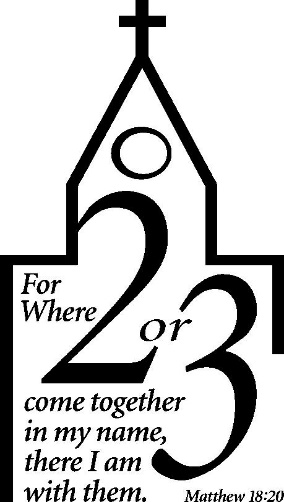 For
Where
2 or 3
come together
in my name,
there I am
with them.
Matthew 18:20